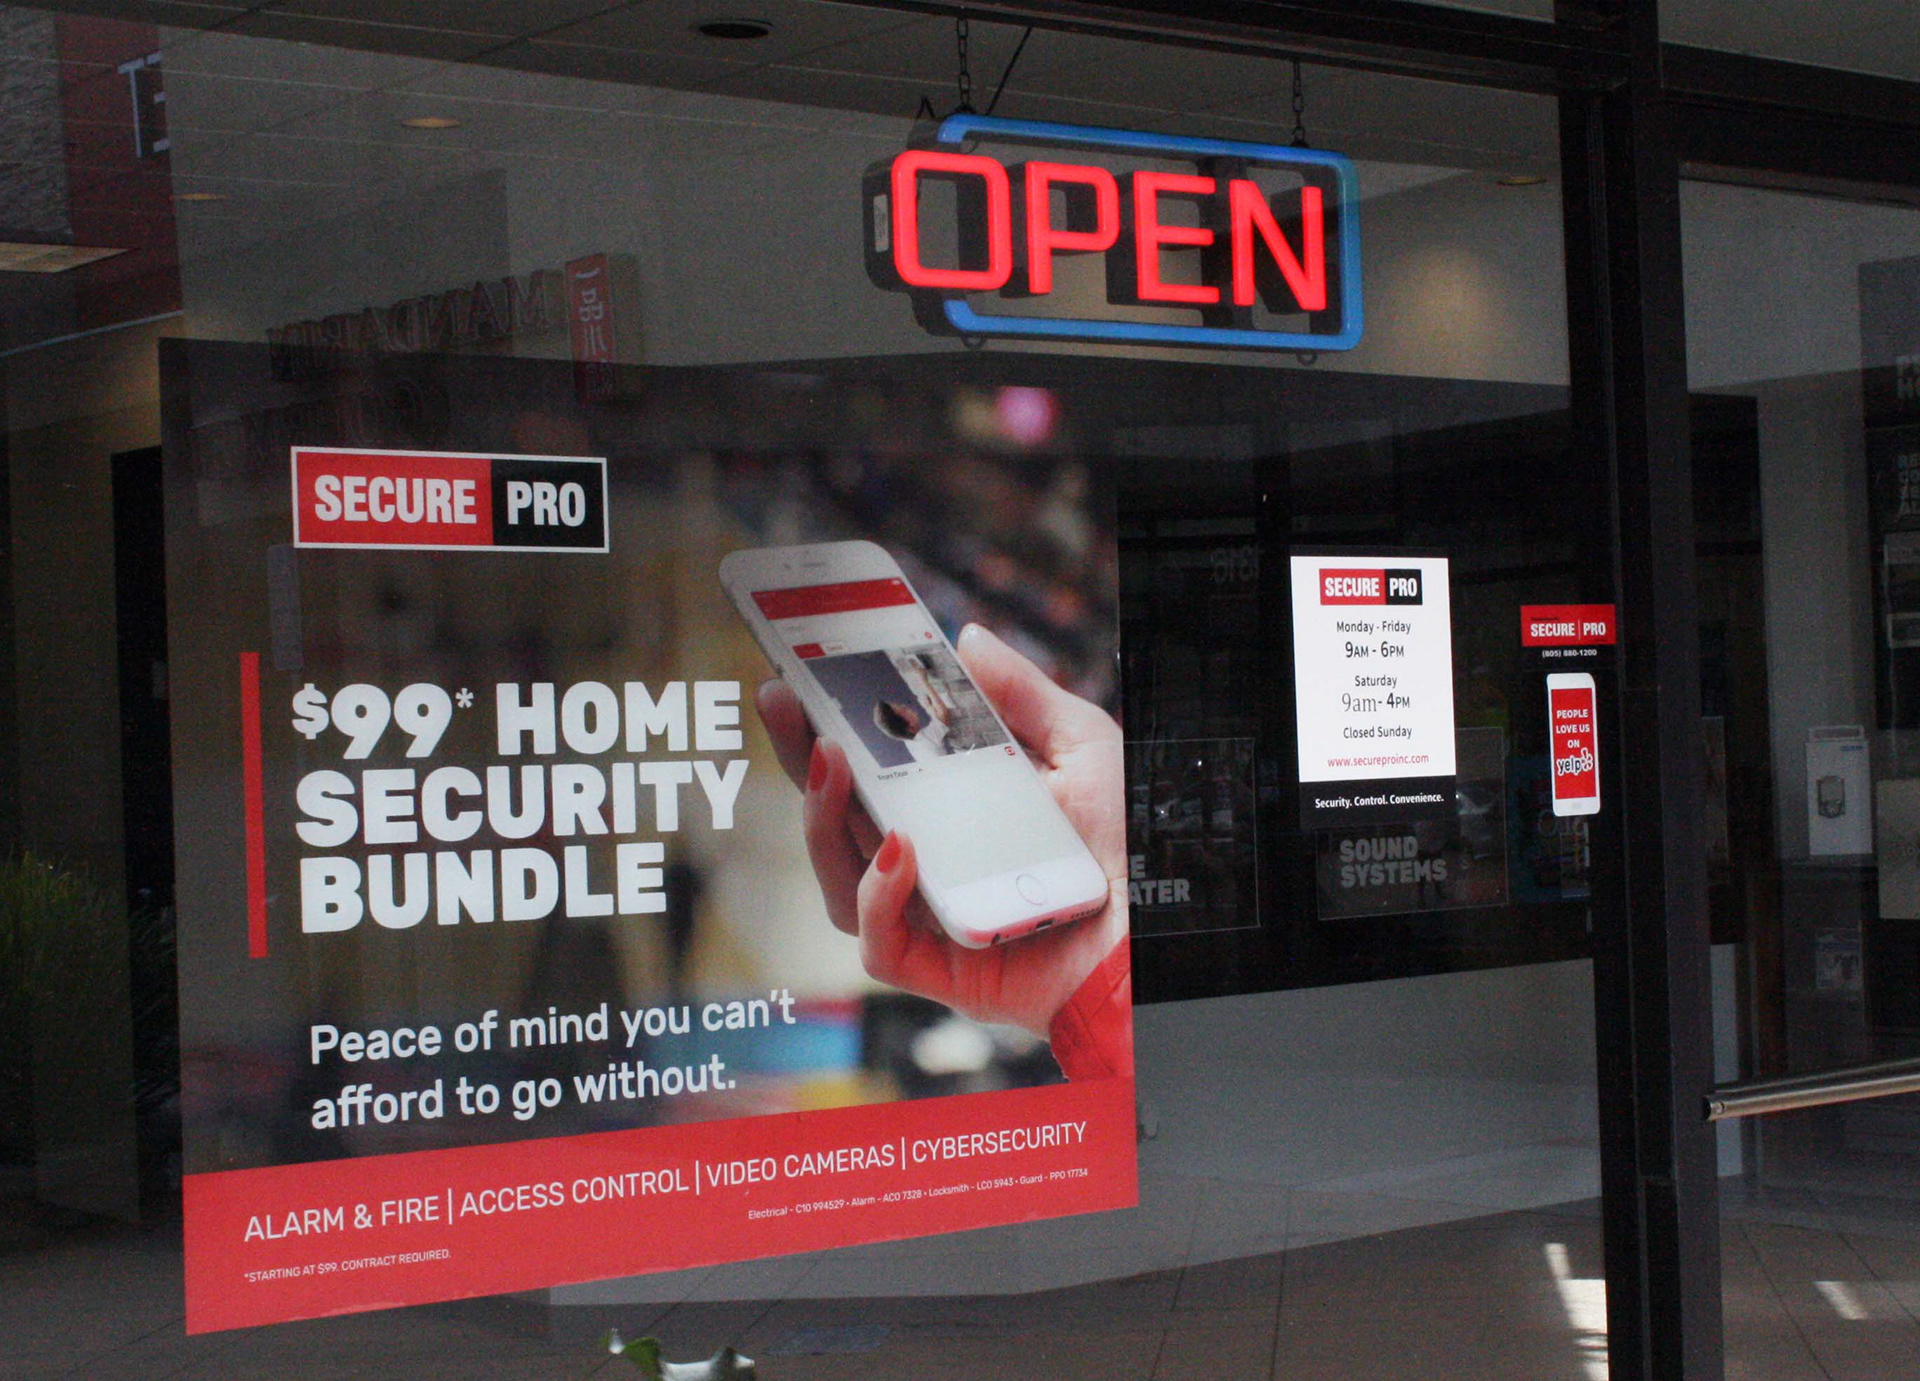 OPEN
SECURE PRO
$99* HOME
SECURITY
BUNDLE
Peace of mind you can't
afford to go without.
ALARM & FIRE | ACCESS CONTROL | VIDEO CAMERAS | CYBERSECURITY
Electrical - C10 994529 • Alarm - ACO 7328 • Locksmith - LCO 5943 • Guard - PPO 17734
*STARTING AT $99. CONTRACT REQUIRED.
SECURE PRO
Monday - Friday
9AM - 6PM
Saturday
9am- 4PM
Closed Sunday
www.secureproinc.com
Security. Control. Convenience.
SECURE | PRO
(805) 880-1200
PEOPLE
LOVE US
ON
yelp
SOUND
SYSTEMS
ATER
MANDARIN